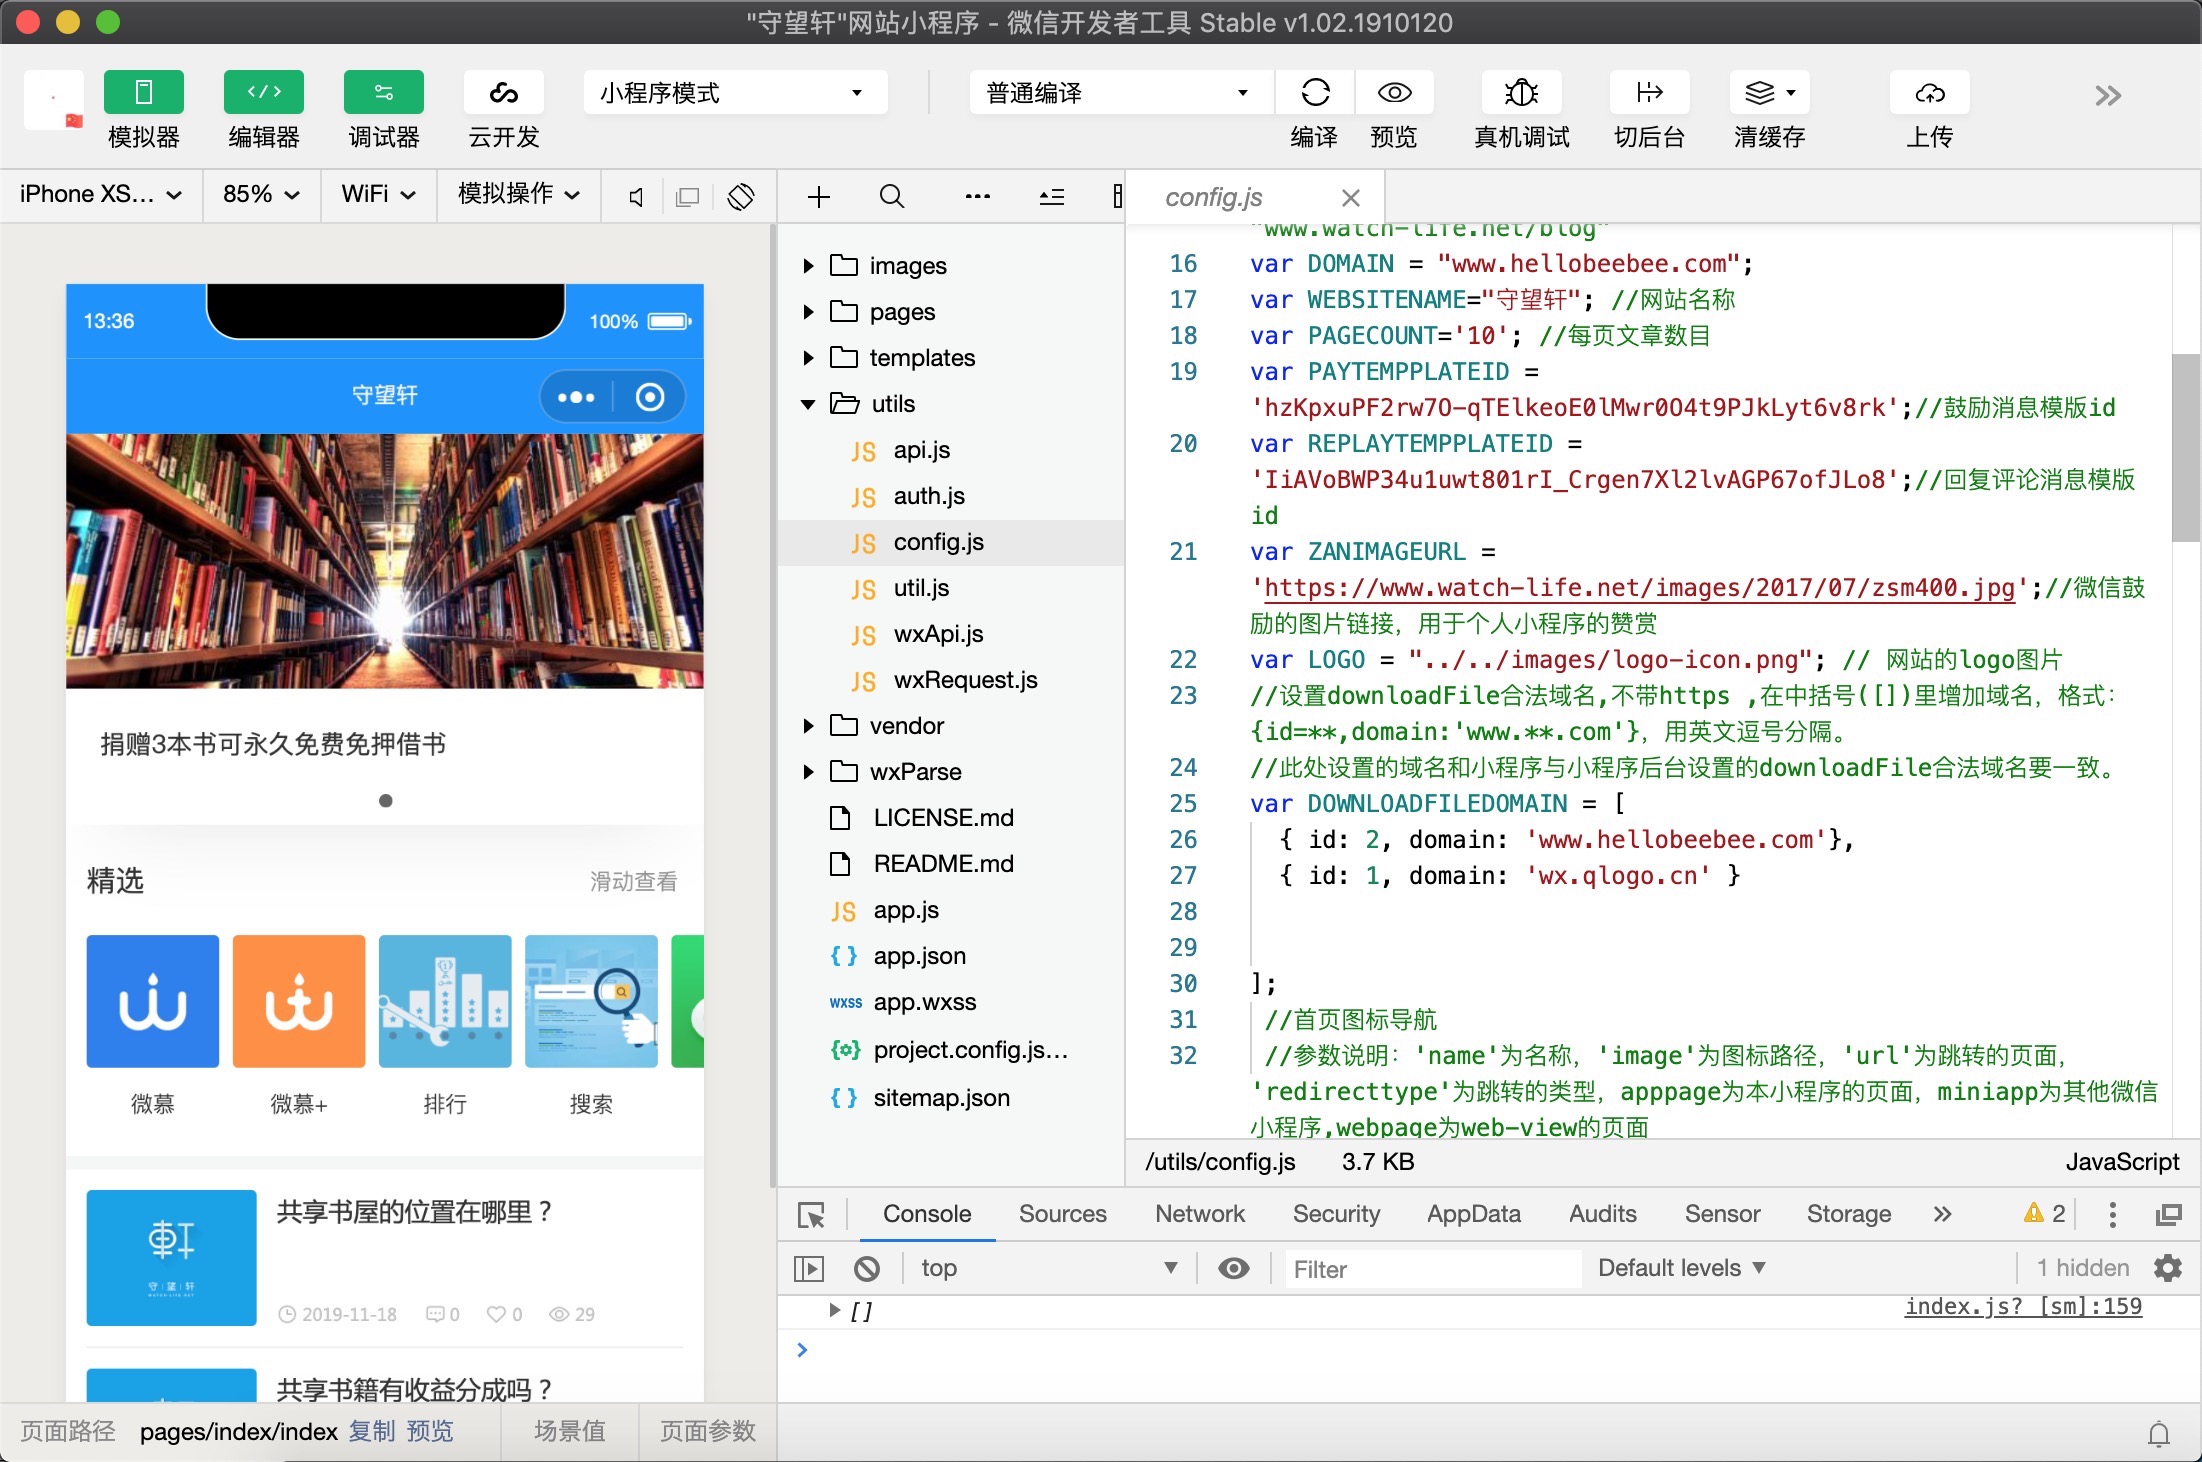 "守望轩"网站小程序 - 微信开发者工具 Stable v1.02.1910120
模拟器
编辑器
调试器
云开发
小程序模式
普通编译
编译
预览
真机调试
切后台
清缓存
上传
iPhone XS...
85%
WiFi
模拟操作
13:36
100%
守望轩
捐赠3本书可永久免费免押借书
精选
滑动查看
微慕
微慕+
排行
搜索
共享书屋的位置在哪里？
守|望|轩
2019-11-18
0
0
29
共享书籍有收益分成吗？
页面路径
pages/index/index
复制
预览
场景值
页面参数
images
pages
templates
utils
JS api.js
JS auth.js
JS config.js
JS util.js
JS wxApi.js
JS wxRequest.js
vendor
wxParse
LICENSE.md
README.md
JS app.js
{ } app.json
wxss app.wxss
project.config.js...
{ } sitemap.json
config.js
"www.watch-life.net/blog"
16 var DOMAIN = "www.hellobeebee.com";
17 var WEBSITENAME="守望轩"; //网站名称
18 var PAGECOUNT='10'; //每页文章数目
19 var PAYTEMPPLATEID =
'hzKpxuPF2rw7O-qTElkeoE0lMwr0O4t9PJkLyt6v8rk';//鼓励消息模版id
20 var REPLAYTEMPPLATEID =
'IiAVoBWP34u1uwt801rI_Crgen7Xl2lvAGP67ofJLo8';//回复评论消息模版
id
21 var ZANIMAGEURL =
'https://www.watch-life.net/images/2017/07/zsm400.jpg';//微信鼓
励的图片链接，用于个人小程序的赞赏
22 var LOGO = "../../images/logo-icon.png"; // 网站的logo图片
23 //设置downloadFile合法域名,不带https ,在中括号([])里增加域名，格式：
{id=**,domain:'www.**.com'}，用英文逗号分隔。
24 //此处设置的域名和小程序与小程序后台设置的downloadFile合法域名要一致。
25 var DOWNLOADFILEDOMAIN = [
26 { id: 2, domain: 'www.hellobeebee.com'},
27 { id: 1, domain: 'wx.qlogo.cn' }
28
29
30 ];
31 //首页图标导航
32 //参数说明：'name'为名称，'image'为图标路径，'url'为跳转的页面，
'redirecttype'为跳转的类型，apppage为本小程序的页面，miniapp为其他微信
小程序,webpage为web-view的页面
/utils/config.js
3.7 KB
JavaScript
Console
Sources
Network
Security
AppData
Audits
Sensor
Storage
2
top
Filter
Default levels
1 hidden
[]
index.js? [sm]:159